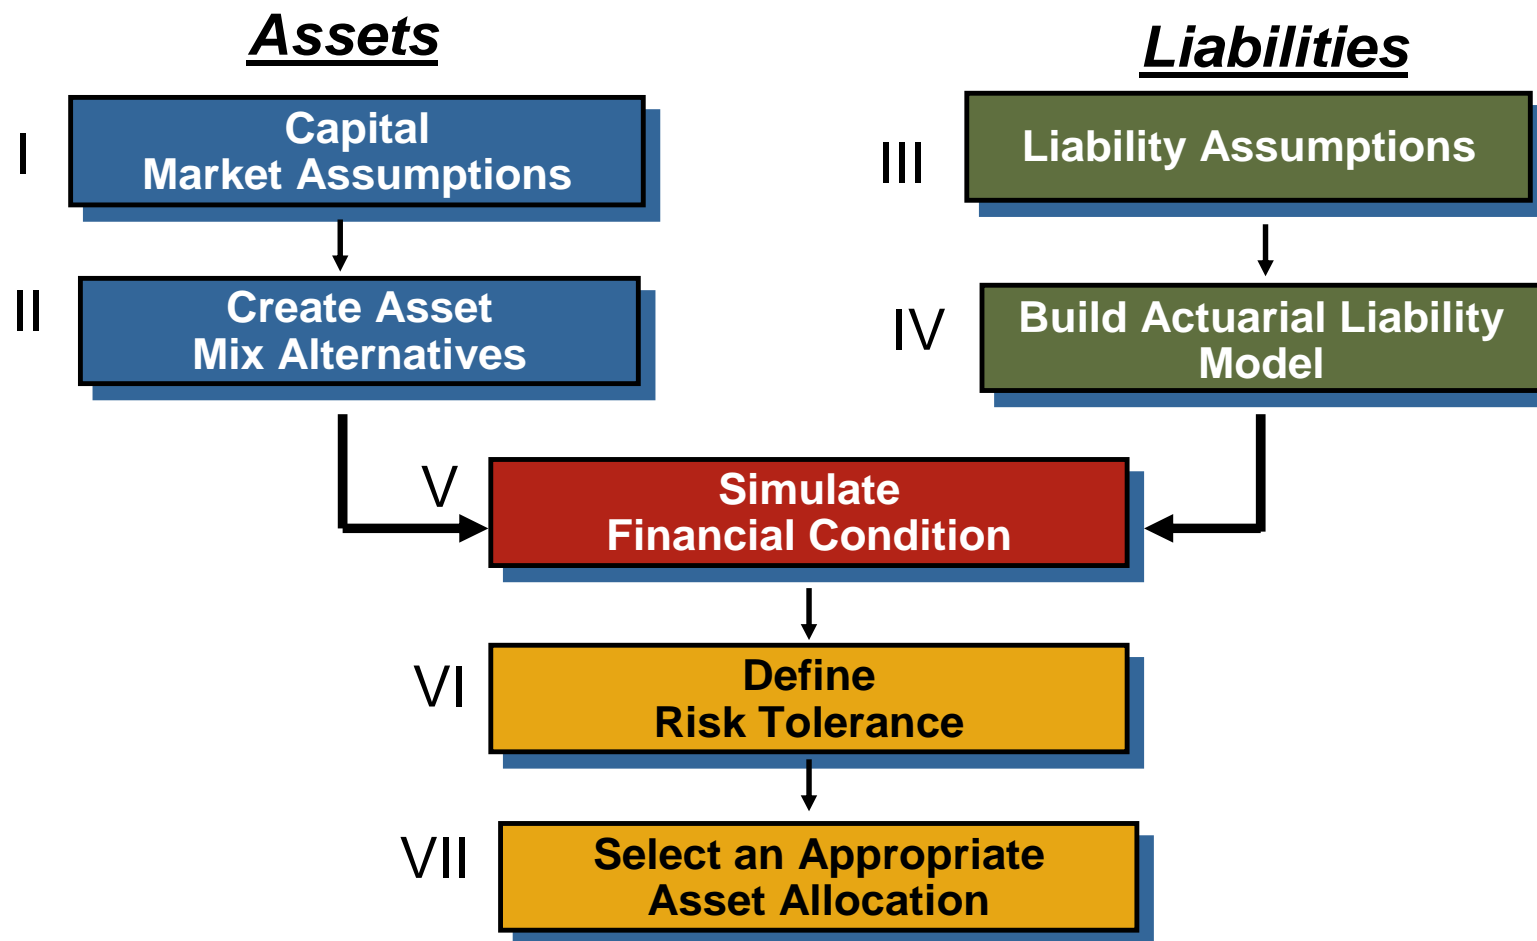 Assets
Liabilities
I
Capital
Market Assumptions
III
Liability Assumptions
II
Create Asset
Mix Alternatives
IV
Build Actuarial Liability
Model
V
Simulate
Financial Condition
VI
Define
Risk Tolerance
VII
Select an Appropriate
Asset Allocation